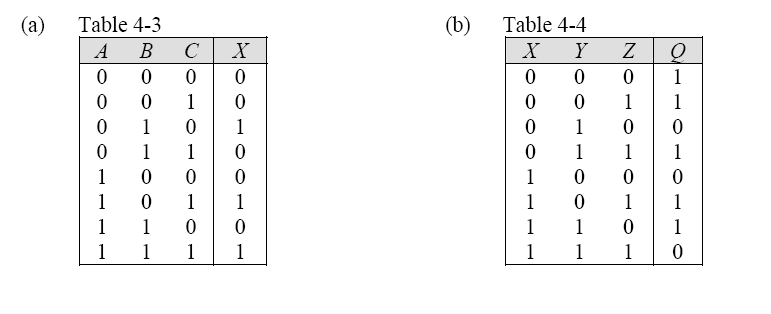 (a) Table 4-3 (b) Table 4-4
A B C X X Y Z Q
0 0 0 0 0 0 0 1
0 0 1 0 0 0 1 1
0 1 0 1 0 1 0 0
0 1 1 0 0 1 1 1
1 0 0 0 1 0 0 0
1 0 1 1 1 0 1 1
1 1 0 0 1 1 0 1
1 1 1 1 1 1 1 0